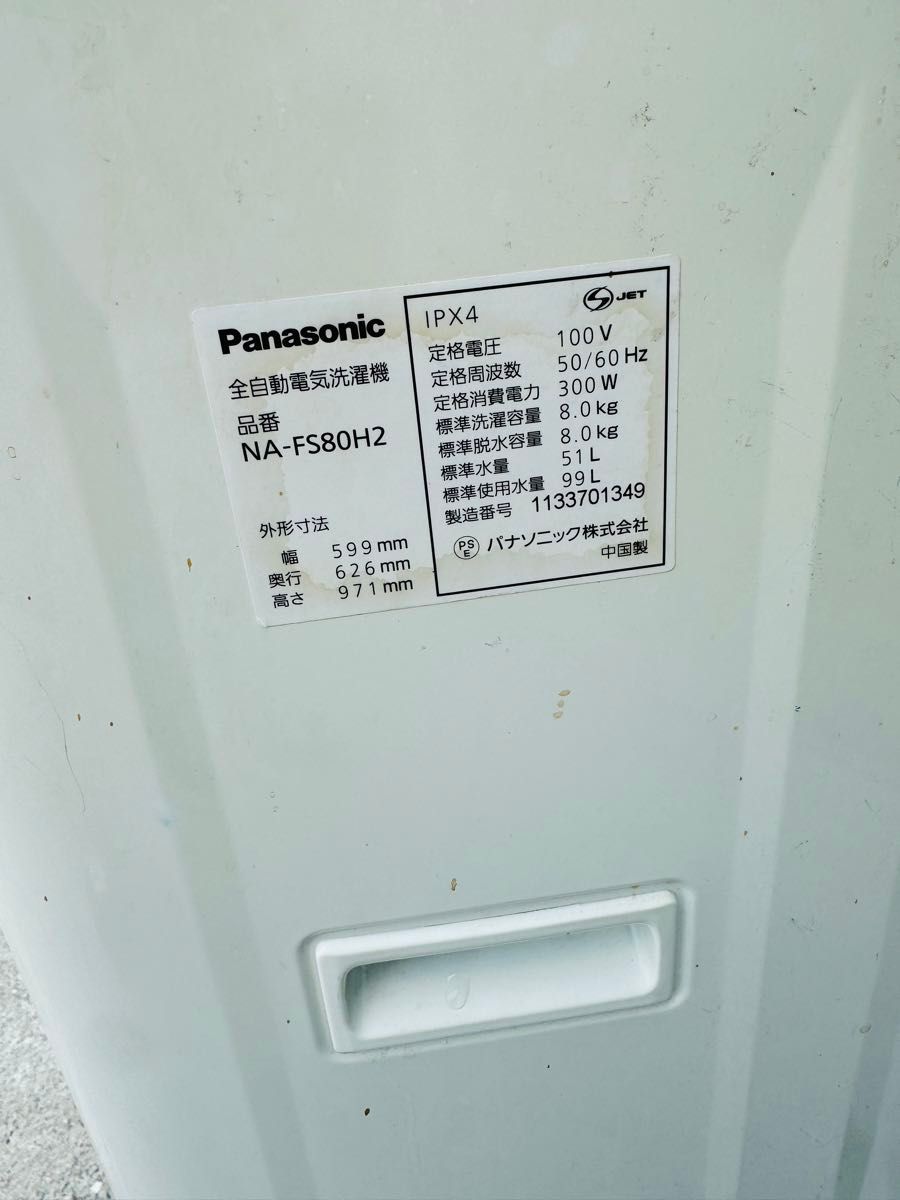 Panasonic
全自動電気洗濯機
品番
NA-FS80H2
外形寸法
幅 599mm
奥行 626mm
高さ 971mm
IPX4
S JET
定格電圧 100V
定格周波数 50/60Hz
定格消費電力 300W
標準洗濯容量 8.0kg
標準脱水容量 8.0kg
標準水量 51L
標準使用水量 99L
製造番号 1133701349
PSE パナソニック株式会社
中国製